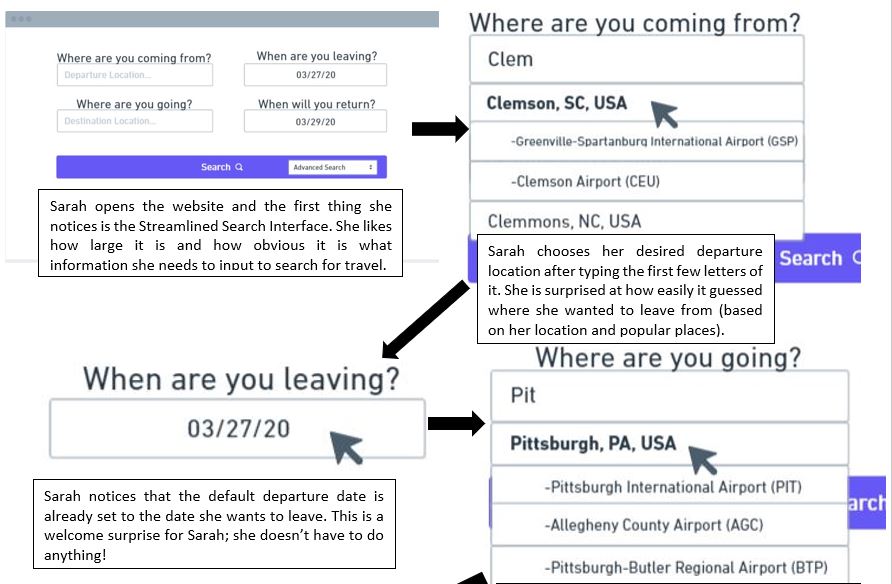 Where are you coming from?
Departure Location...
When are you leaving?
03/27/20
Where are you going?
Destination Location...
When will you return?
03/29/20
Search
Advanced Search
Sarah opens the website and the first thing she
notices is the Streamlined Search Interface. She likes
how large it is and how obvious it is what
information she needs to input to search for travel.
Where are you coming from?
Clem
Clemson, SC, USA
-Greenville-Spartanburg International Airport (GSP)
-Clemson Airport (CEU)
Clemmons, NC, USA
Search
Sarah chooses her desired departure
location after typing the first few letters of
it. She is surprised at how easily it guessed
where she wanted to leave from (based
on her location and popular places).
When are you leaving?
03/27/20
Sarah notices that the default departure date is
already set to the date she wants to leave. This is a
welcome surprise for Sarah; she doesn't have to do
anything!
Where are you going?
Pit
Pittsburgh, PA, USA
-Pittsburgh International Airport (PIT)
arch
-Allegheny County Airport (AGC)
-Pittsburgh-Butler Regional Airport (BTP)